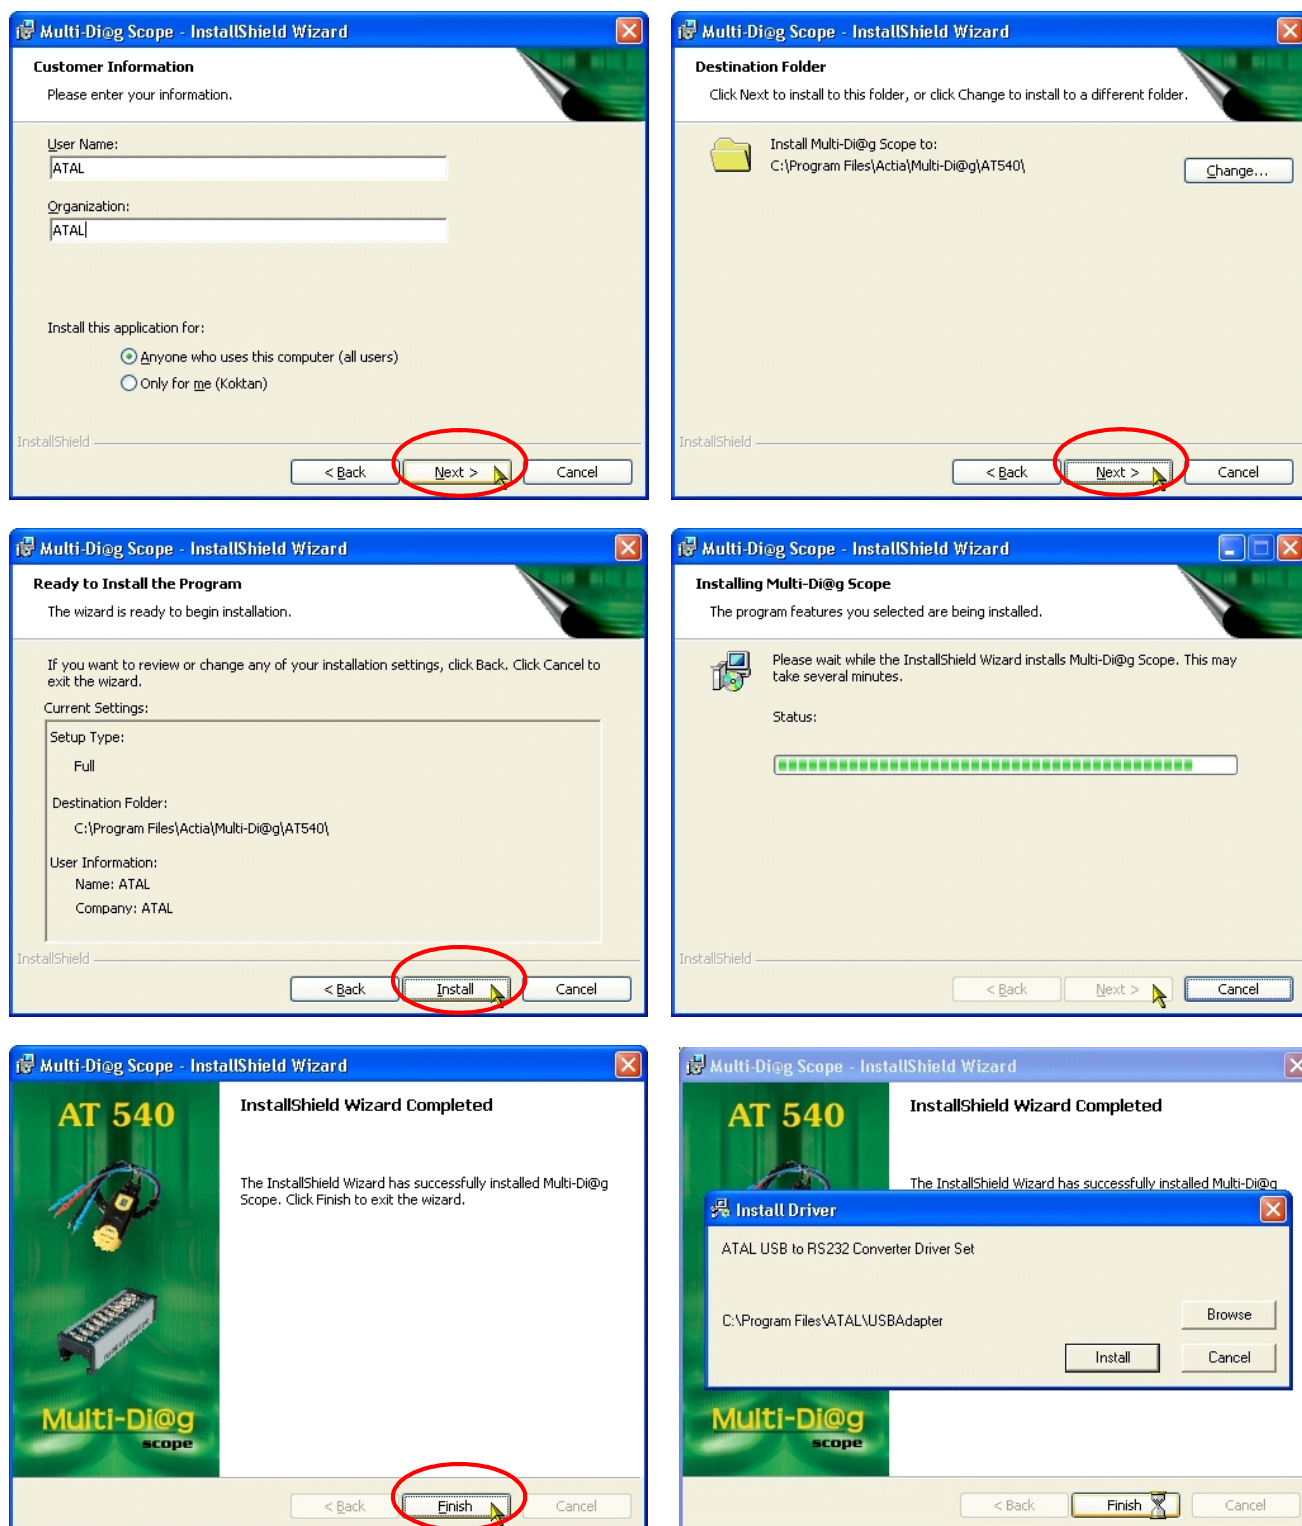 Multi-Di@g Scope - InstallShield Wizard
Customer Information
Please enter your information.
User Name:
ATAL
Organization:
ATAL
Install this application for:
Anyone who uses this computer (all users)
Only for me (Koktan)
InstallShield
< Back
Next >
Cancel
Multi-Di@g Scope - InstallShield Wizard
Destination Folder
Click Next to install to this folder, or click Change to install to a different folder.
Install Multi-Di@g Scope to:
C:\Program Files\Actia\Multi-Di@g\AT540\
Change...
InstallShield
< Back
Next >
Cancel
Multi-Di@g Scope - InstallShield Wizard
Ready to Install the Program
The wizard is ready to begin installation.
If you want to review or change any of your installation settings, click Back. Click Cancel to
exit the wizard.
Current Settings:
Setup Type:
Full
Destination Folder:
C:\Program Files\Actia\Multi-Di@g\AT540\
User Information:
Name: ATAL
Company: ATAL
InstallShield
< Back
Install
Cancel
Multi-Di@g Scope - InstallShield Wizard
Installing Multi-Di@g Scope
The program features you selected are being installed.
Please wait while the InstallShield Wizard installs Multi-Di@g Scope. This may
take several minutes.
Status:
InstallShield
< Back
Next >
Cancel
Multi-Di@g Scope - InstallShield Wizard
AT 540
Multi-Di@g
scope
InstallShield Wizard Completed
The InstallShield Wizard has successfully installed Multi-Di@g
Scope. Click Finish to exit the wizard.
< Back
Finish
Cancel
Multi-Di@g Scope - InstallShield Wizard
AT 540
InstallShield Wizard Completed
The InstallShield Wizard has successfully installed Multi-Di@g
Install Driver
ATAL USB to RS232 Converter Driver Set
C:\Program Files\ATAL\USBAdapter
Browse
Install
Cancel
Multi-Di@g
scope
< Back
Finish
Cancel